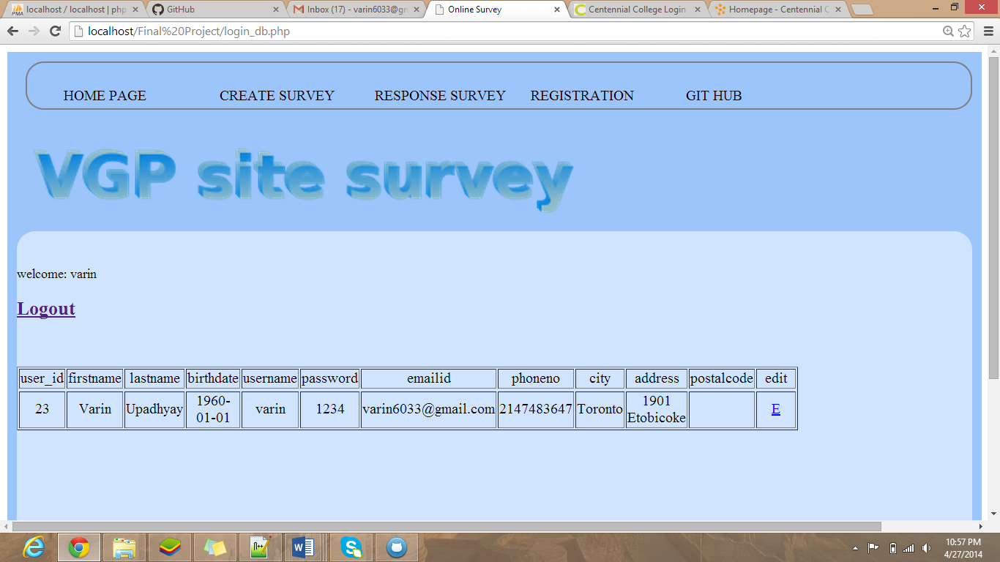 localhost / localhost | php
GitHub
Inbox (17) - varin6033@gm
Online Survey
Centennial College Login
Homepage - Centennial C
localhost/Final%20Project/login_db.php
HOME PAGE CREATE SURVEY RESPONSE SURVEY REGISTRATION GIT HUB
VGP site survey
welcome: varin
Logout
user_id firstname lastname birthdate username password emailid phoneno city address postalcode edit
23 Varin Upadhyay 1960-01-01 varin 1234 varin6033@gmail.com 2147483647 Toronto 1901 Etobicoke E
10:57 PM
4/27/2014